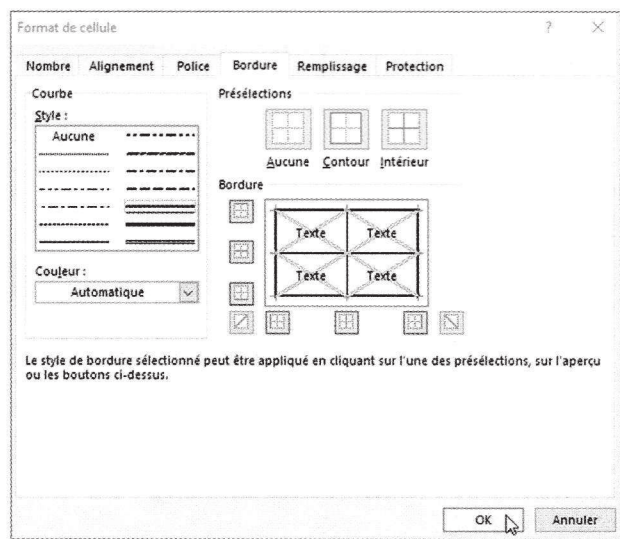 Format de cellule ? ×
Nombre Alignement Police Bordure Remplissage Protection
Courbe
Style :
Aucune
Couleur :
Automatique
Présélections
Aucune Contour Intérieur
Bordure
Texte Texte
Texte Texte
Le style de bordure sélectionné peut être appliqué en cliquant sur l'une des présélections, sur l'aperçu
ou les boutons ci-dessus.
OK Annuler